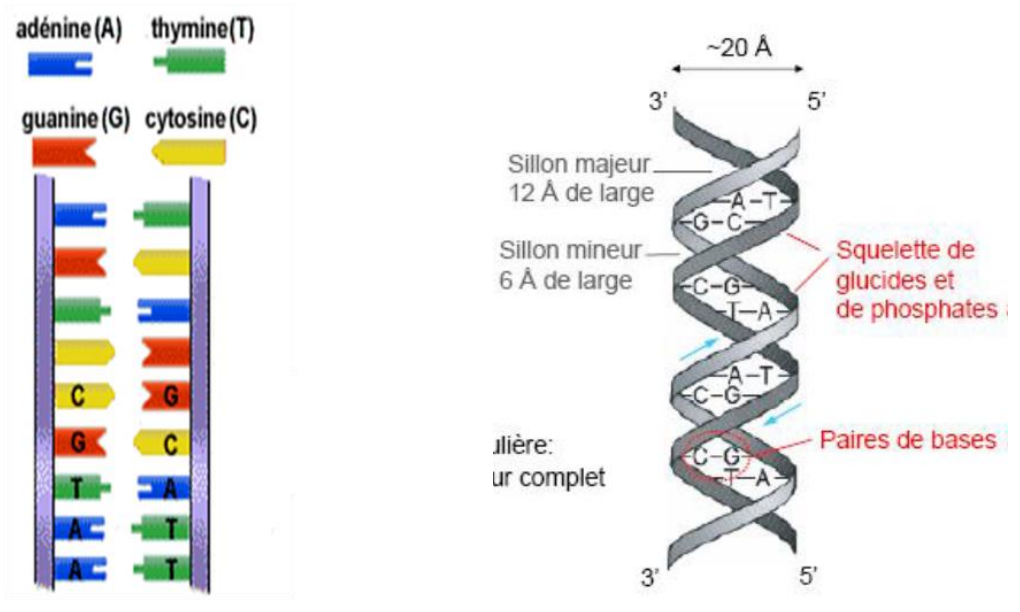 adénine (A) thymine (T)
guanine (G) cytosine (C)
C G
G C
T A
A T
A T
~20 Å
3’ 5’
Sillon majeur
12 Å de large
A–T
G–C
Sillon mineur
6 Å de large
Squelette de
glucides et
de phosphates
C–G
T–A
A–T
C–G
Paires de bases
C–G
T–A
ulière:
ur complet
3’ 5’